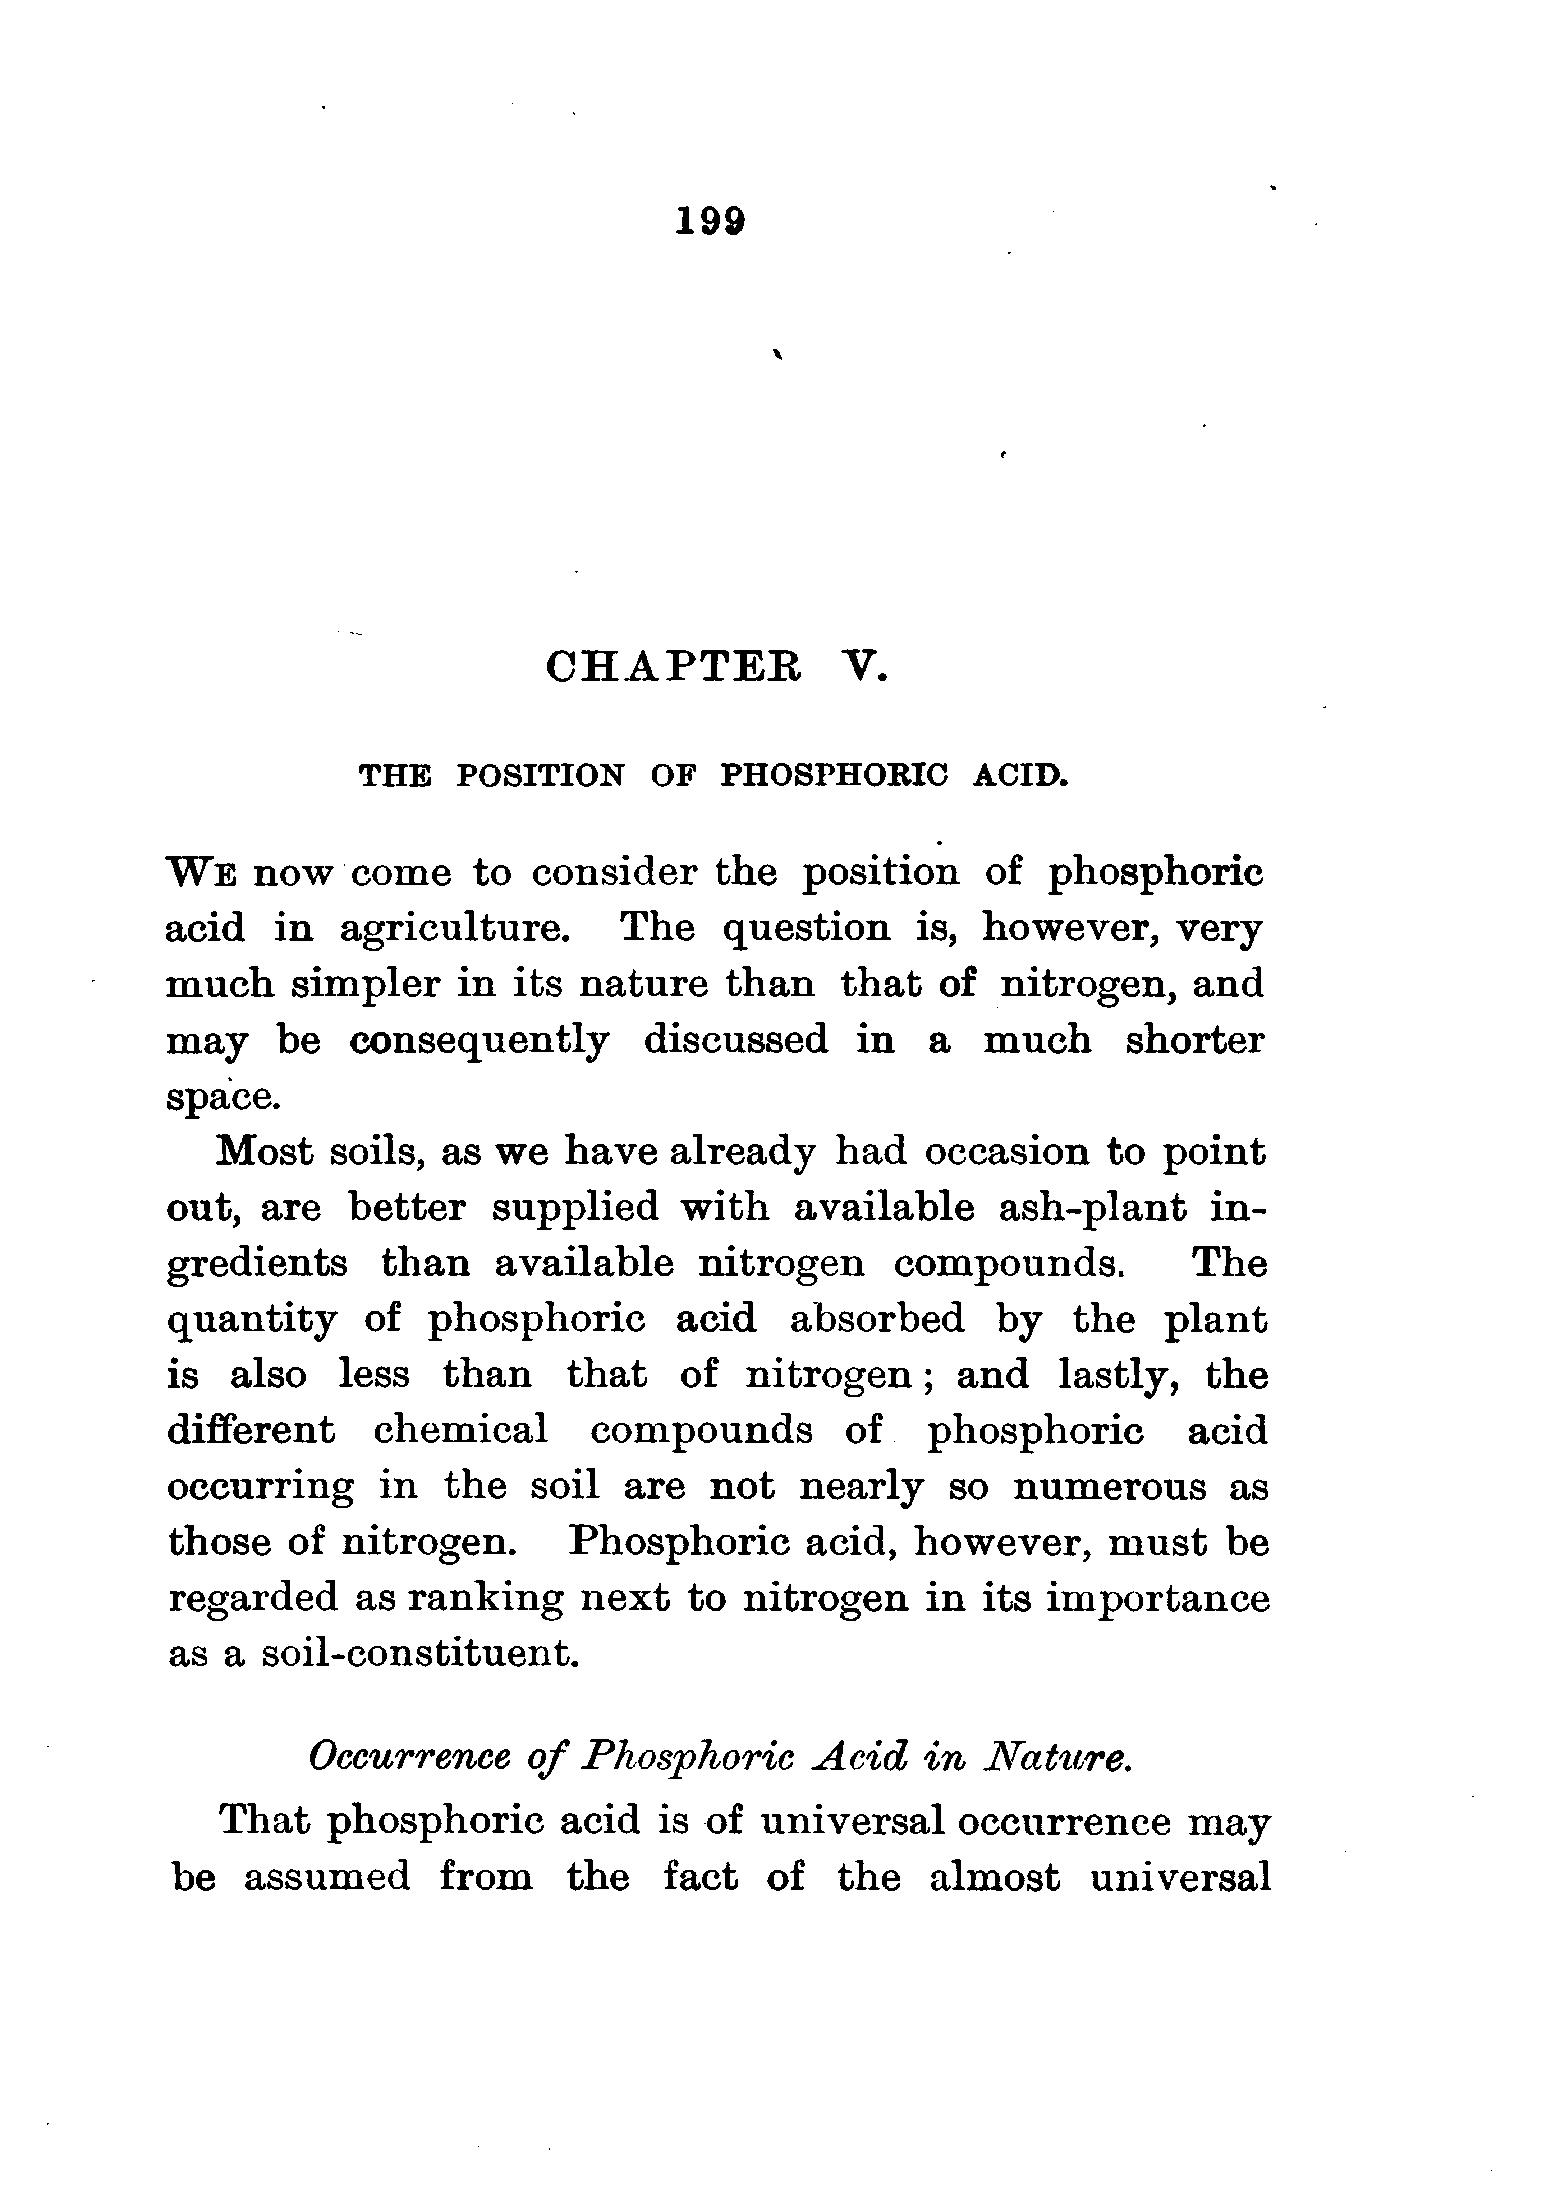 199
CHAPTER V.
THE POSITION OF PHOSPHORIC ACID.
WE now come to consider the position of phosphoric
acid in agriculture. The question is, however, very
much simpler in its nature than that of nitrogen, and
may be consequently discussed in a much shorter
space.
Most soils, as we have already had occasion to point
out, are better supplied with available ash-plant in-
gredients than available nitrogen compounds. The
quantity of phosphoric acid absorbed by the plant
is also less than that of nitrogen; and lastly, the
different chemical compounds of phosphoric acid
occurring in the soil are not nearly so numerous as
those of nitrogen. Phosphoric acid, however, must be
regarded as ranking next to nitrogen in its importance
as a soil-constituent.
Occurrence of Phosphoric Acid in Nature.
That phosphoric acid is of universal occurrence may
be assumed from the fact of the almost universal